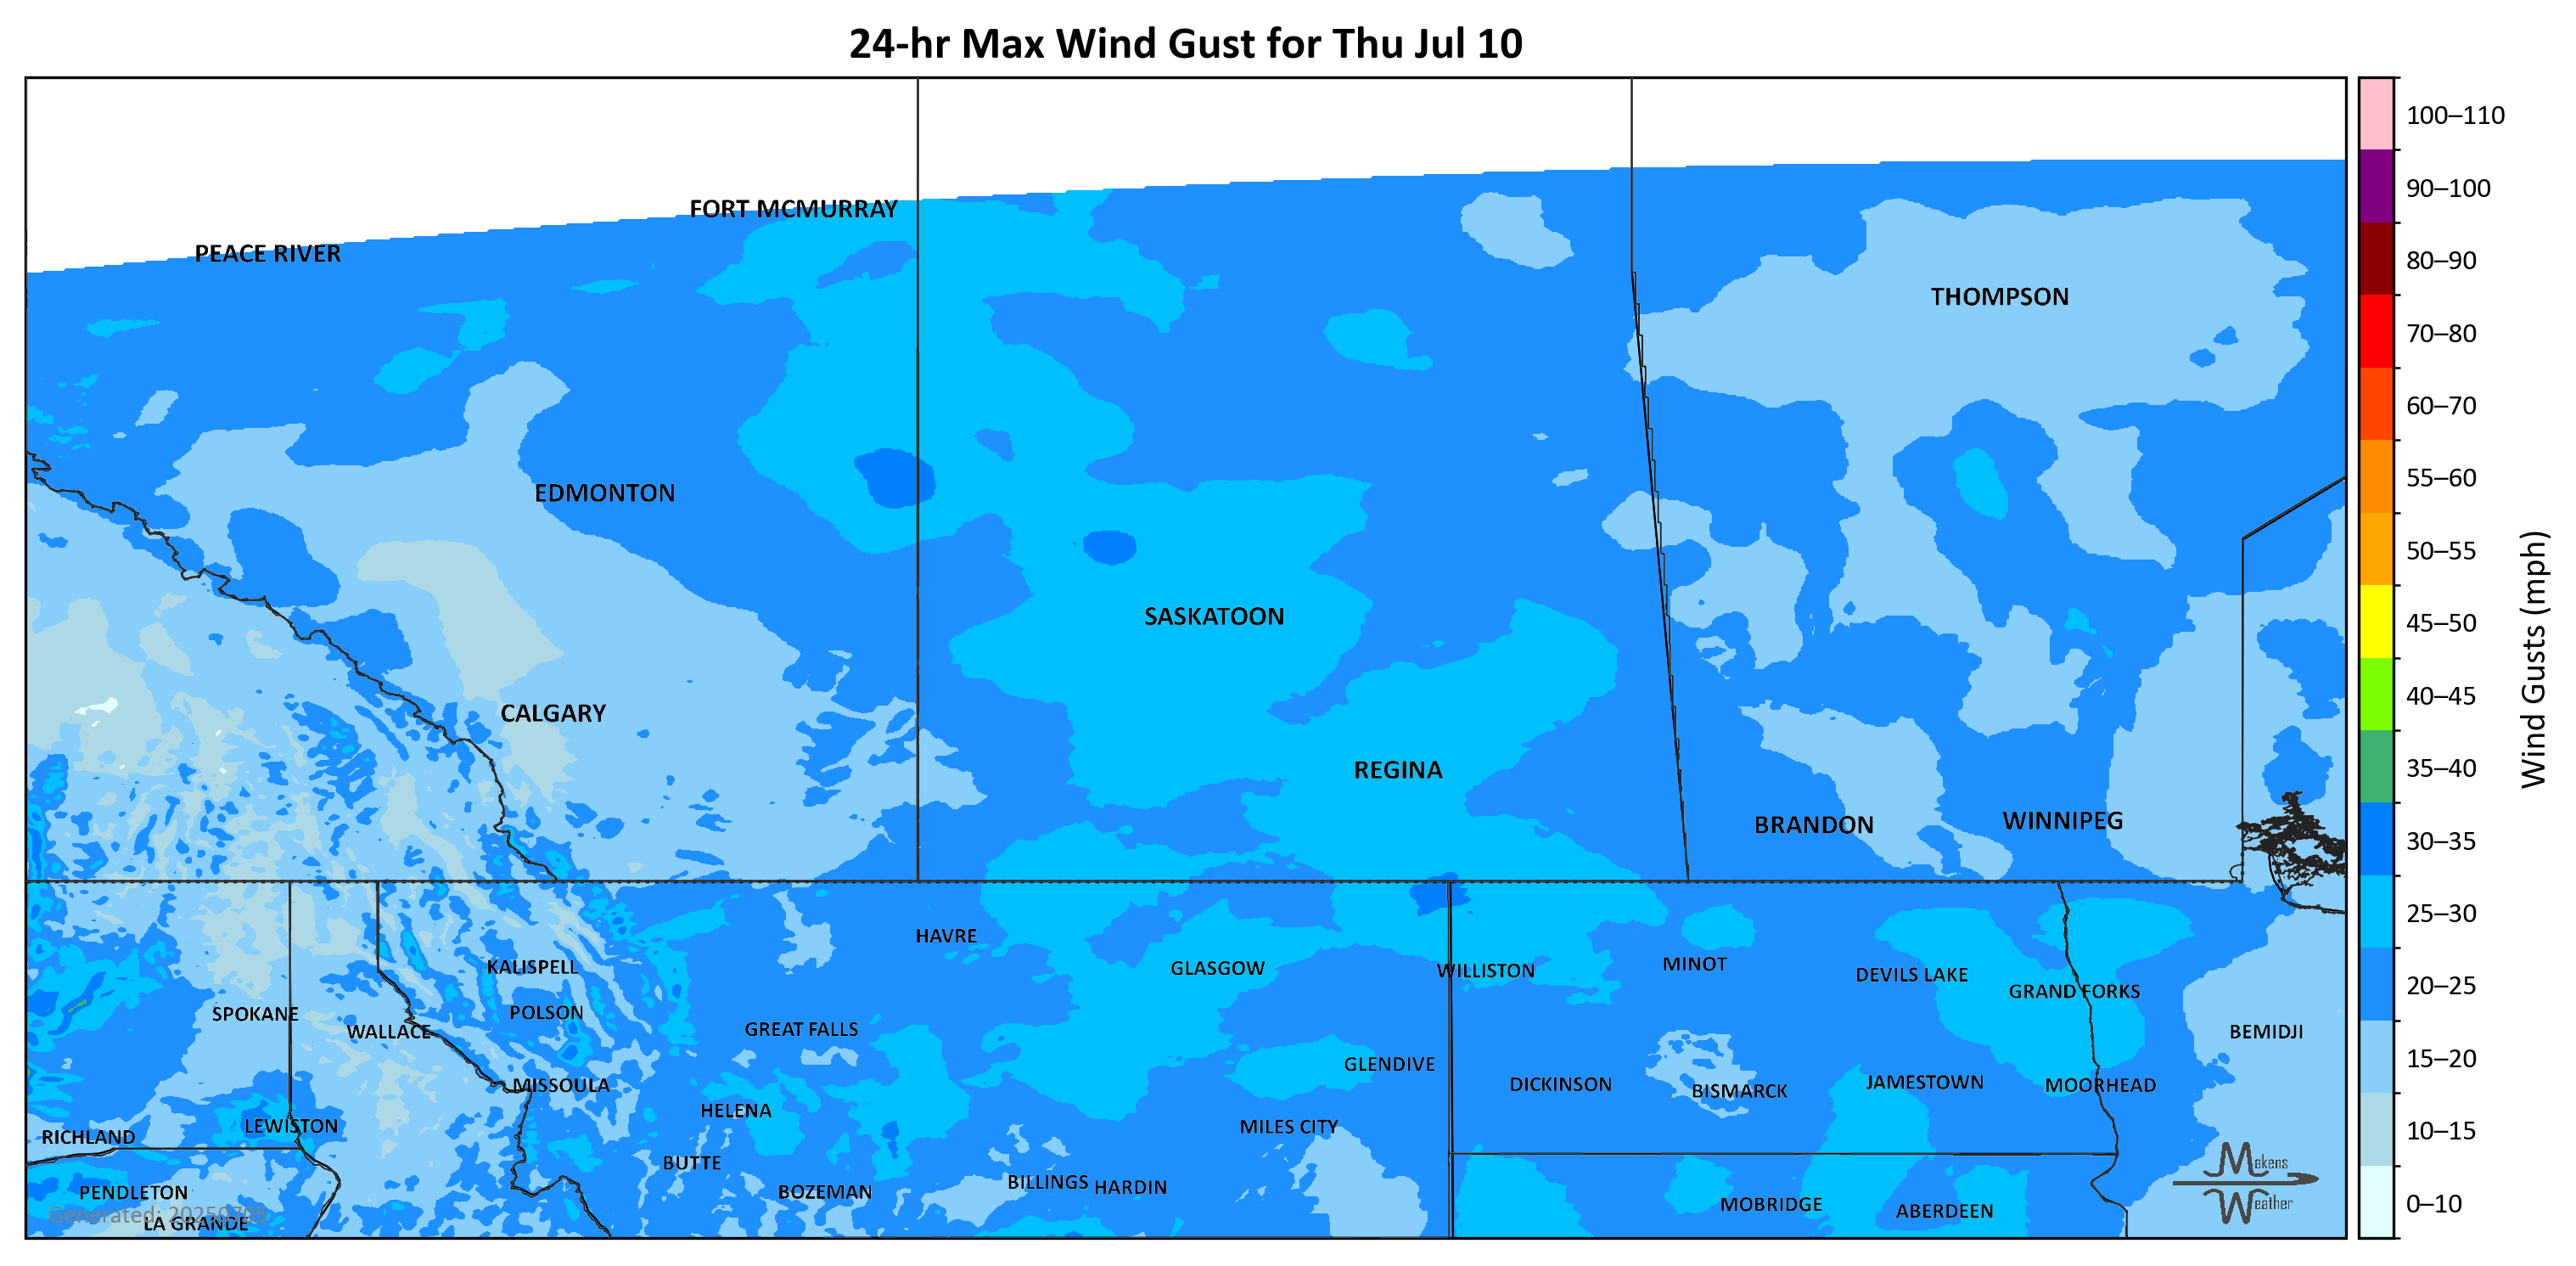 24-hr Max Wind Gust for Thu Jul 10
FORT MCMURRAY
PEACE RIVER
THOMPSON
EDMONTON
SASKATOON
CALGARY
REGINA
BRANDON
WINNIPEG
HAVRE
KALISPELL
GLASGOW
WILLISTON
MINOT
DEVILS LAKE
GRAND FORKS
SPOKANE
POLSON
WALLACE
GREAT FALLS
BEMIDJI
GLENDIVE
MISSOULA
DICKINSON
BISMARCK
JAMESTOWN
MOORHEAD
HELENA
LEWISTON
MILES CITY
RICHLAND
BUTTE
BILLINGS
HARDIN
BOZEMAN
PENDLETON
MOBRIDGE
ABERDEEN
Generated: 20250705
LA GRANDE
Makens
Weather
100–110
90–100
80–90
70–80
60–70
55–60
50–55
45–50
40–45
35–40
30–35
25–30
20–25
15–20
10–15
0–10
Wind Gusts (mph)